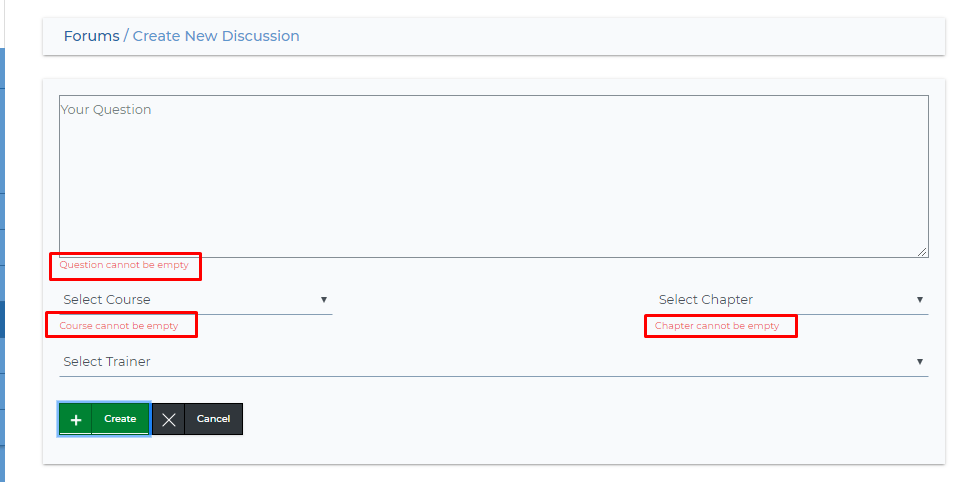 Forums / Create New Discussion
Your Question
Question cannot be empty
Select Course
Select Chapter
Course cannot be empty
Chapter cannot be empty
Select Trainer
Create
Cancel